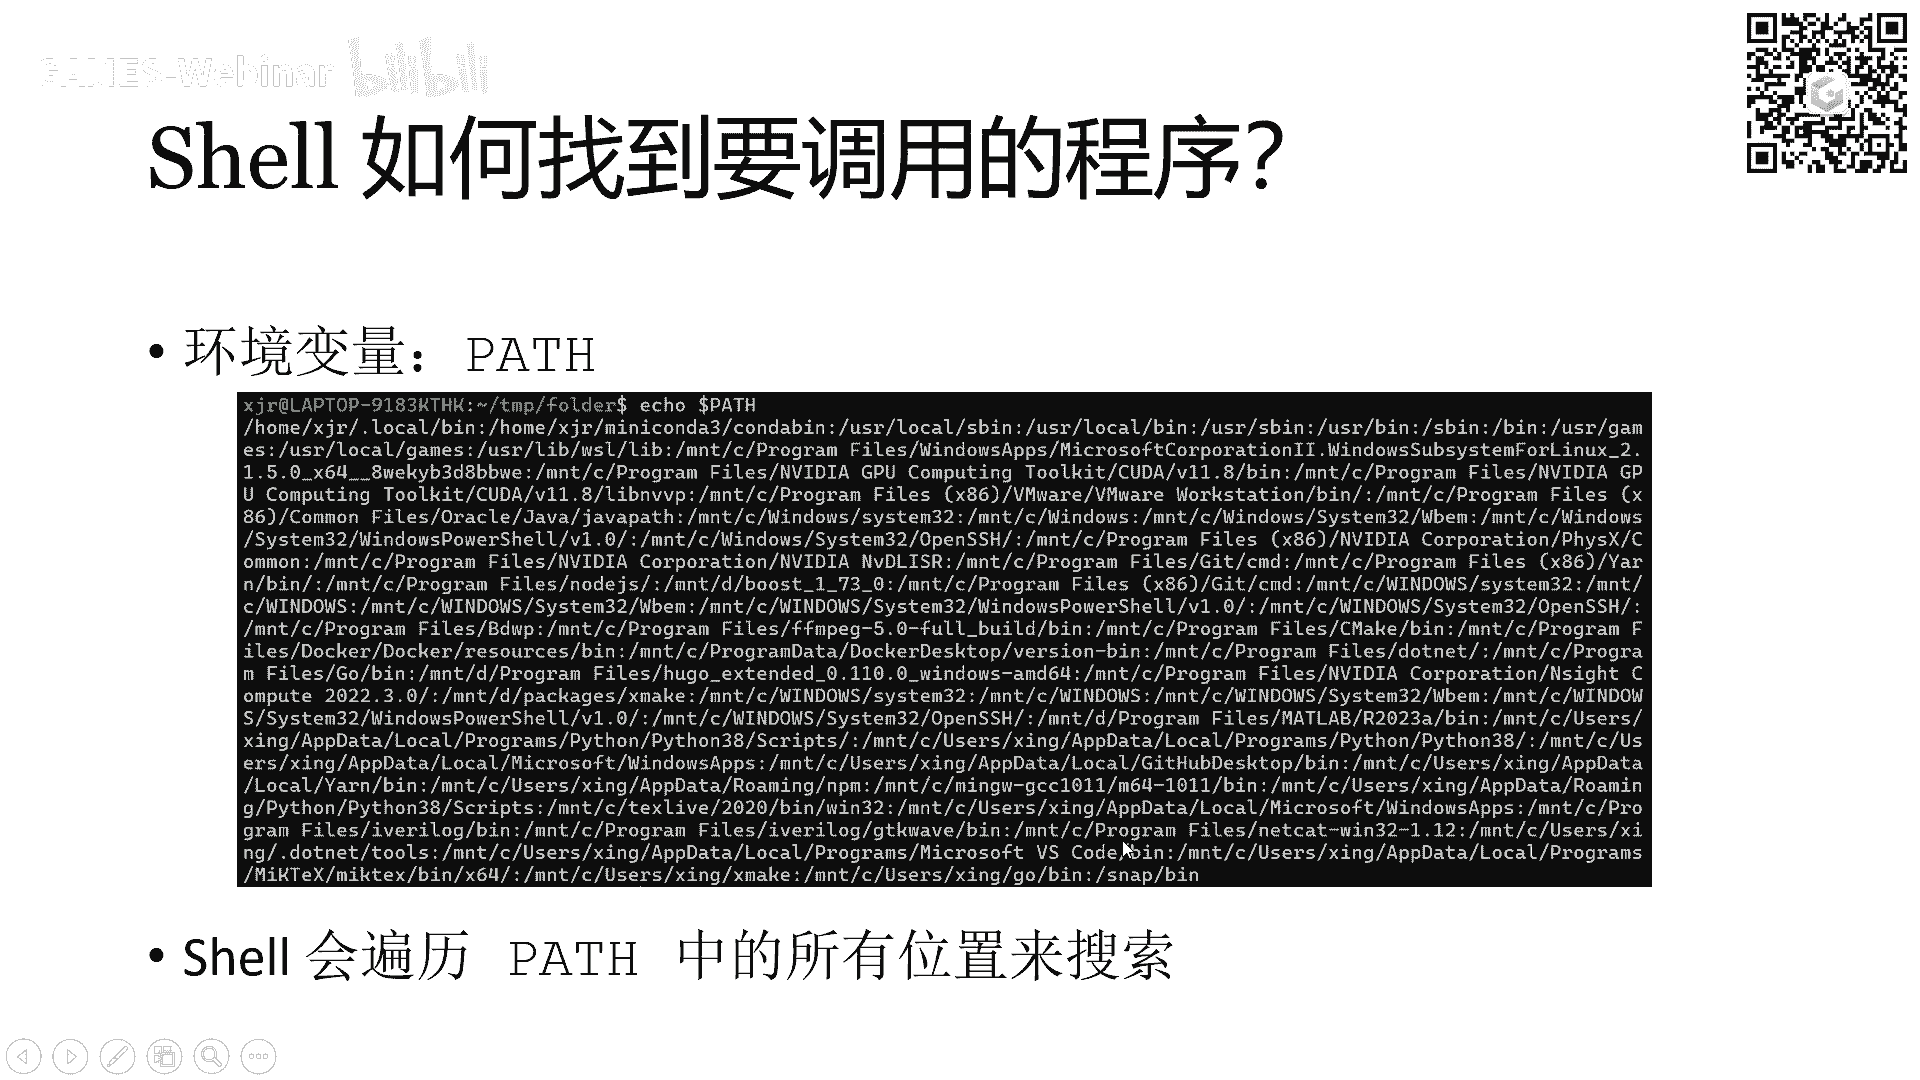 GAMES-Webinar bilibili
Shell 如何找到要调用的程序?
• 环境变量: PATH
xjr@LAPTOP-9183KTHK:~/tmp/folder$ echo $PATH
/home/xjr/.local/bin:/home/xjr/miniconda3/condabin:/usr/local/sbin:/usr/local/bin:/usr/sbin:/usr/bin:/sbin:/bin:/usr/gam
es:/usr/local/games:/usr/lib/wsl/lib:/mnt/c/Program Files/WindowsApps/MicrosoftCorporationII.WindowsSubsystemForLinux_2.
1.5.0_x64__8wekyb3d8bbwe:/mnt/c/Program Files/NVIDIA GPU Computing Toolkit/CUDA/v11.8/bin:/mnt/c/Program Files/NVIDIA GP
U Computing Toolkit/CUDA/v11.8/libnvvp:/mnt/c/Program Files (x86)/VMware/VMware Workstation/bin/:/mnt/c/Program Files (x
86)/Common Files/Oracle/Java/javapath:/mnt/c/Windows/system32:/mnt/c/Windows:/mnt/c/Windows/System32/Wbem:/mnt/c/Windows
/System32/WindowsPowerShell/v1.0/:/mnt/c/Windows/System32/OpenSSH/:/mnt/c/Program Files (x86)/NVIDIA Corporation/PhysX/C
ommon:/mnt/c/Program Files/NVIDIA Corporation/NVIDIA NvDLISR:/mnt/c/Program Files/Git/cmd:/mnt/c/Program Files (x86)/Yar
n/bin/:/mnt/c/Program Files/nodejs/:/mnt/d/boost_1_73_0:/mnt/c/Program Files (x86)/Git/cmd:/mnt/c/WINDOWS/system32:/mnt/
c/WINDOWS:/mnt/c/WINDOWS/System32/Wbem:/mnt/c/WINDOWS/System32/WindowsPowerShell/v1.0/:/mnt/c/WINDOWS/System32/OpenSSH/:
/mnt/c/Program Files/Bdwp:/mnt/c/Program Files/ffmpeg-5.0-full_build/bin:/mnt/c/Program Files/CMake/bin:/mnt/c/Program F
iles/Docker/Docker/resources/bin:/mnt/c/ProgramData/DockerDesktop/version-bin:/mnt/c/Program Files/dotnet/:/mnt/c/Progra
m Files/Go/bin:/mnt/d/Program Files/hugo_extended_0.110.0_windows-amd64:/mnt/c/Program Files/NVIDIA Corporation/Nsight C
ompute 2022.3.0/:/mnt/d/packages/xmake:/mnt/c/WINDOWS/system32:/mnt/c/WINDOWS:/mnt/c/WINDOWS/System32/Wbem:/mnt/c/WINDOW
S/System32/WindowsPowerShell/v1.0/:/mnt/c/WINDOWS/System32/OpenSSH/:/mnt/d/Program Files/MATLAB/R2023a/bin:/mnt/c/Users/
xing/AppData/Local/Programs/Python/Python38/Scripts/:/mnt/c/Users/xing/AppData/Local/Programs/Python/Python38/:/mnt/c/Us
ers/xing/AppData/Local/Microsoft/WindowsApps:/mnt/c/Users/xing/AppData/Local/GitHubDesktop/bin:/mnt/c/Users/xing/AppData
/Local/Yarn/bin:/mnt/c/Users/xing/AppData/Roaming/npm:/mnt/c/mingw-gcc1011/m64-1011/bin:/mnt/c/Users/xing/AppData/Roamin
g/Python/Python38/Scripts:/mnt/c/texlive/2020/bin/win32:/mnt/c/Users/xing/AppData/Local/Microsoft/WindowsApps:/mnt/c/Pro
gram Files/iverilog/bin:/mnt/c/Program Files/iverilog/gtkwave/bin:/mnt/c/Program Files/netcat-win32-1.12:/mnt/c/Users/xi
ng/.dotnet/tools:/mnt/c/Users/xing/AppData/Local/Programs/Microsoft VS Code/bin:/mnt/c/Users/xing/AppData/Local/Programs
/MiKTeX/miktex/bin/x64/:/mnt/c/Users/xing/xmake:/mnt/c/Users/xing/go/bin:/snap/bin
• Shell 会遍历 PATH 中的所有位置来搜索